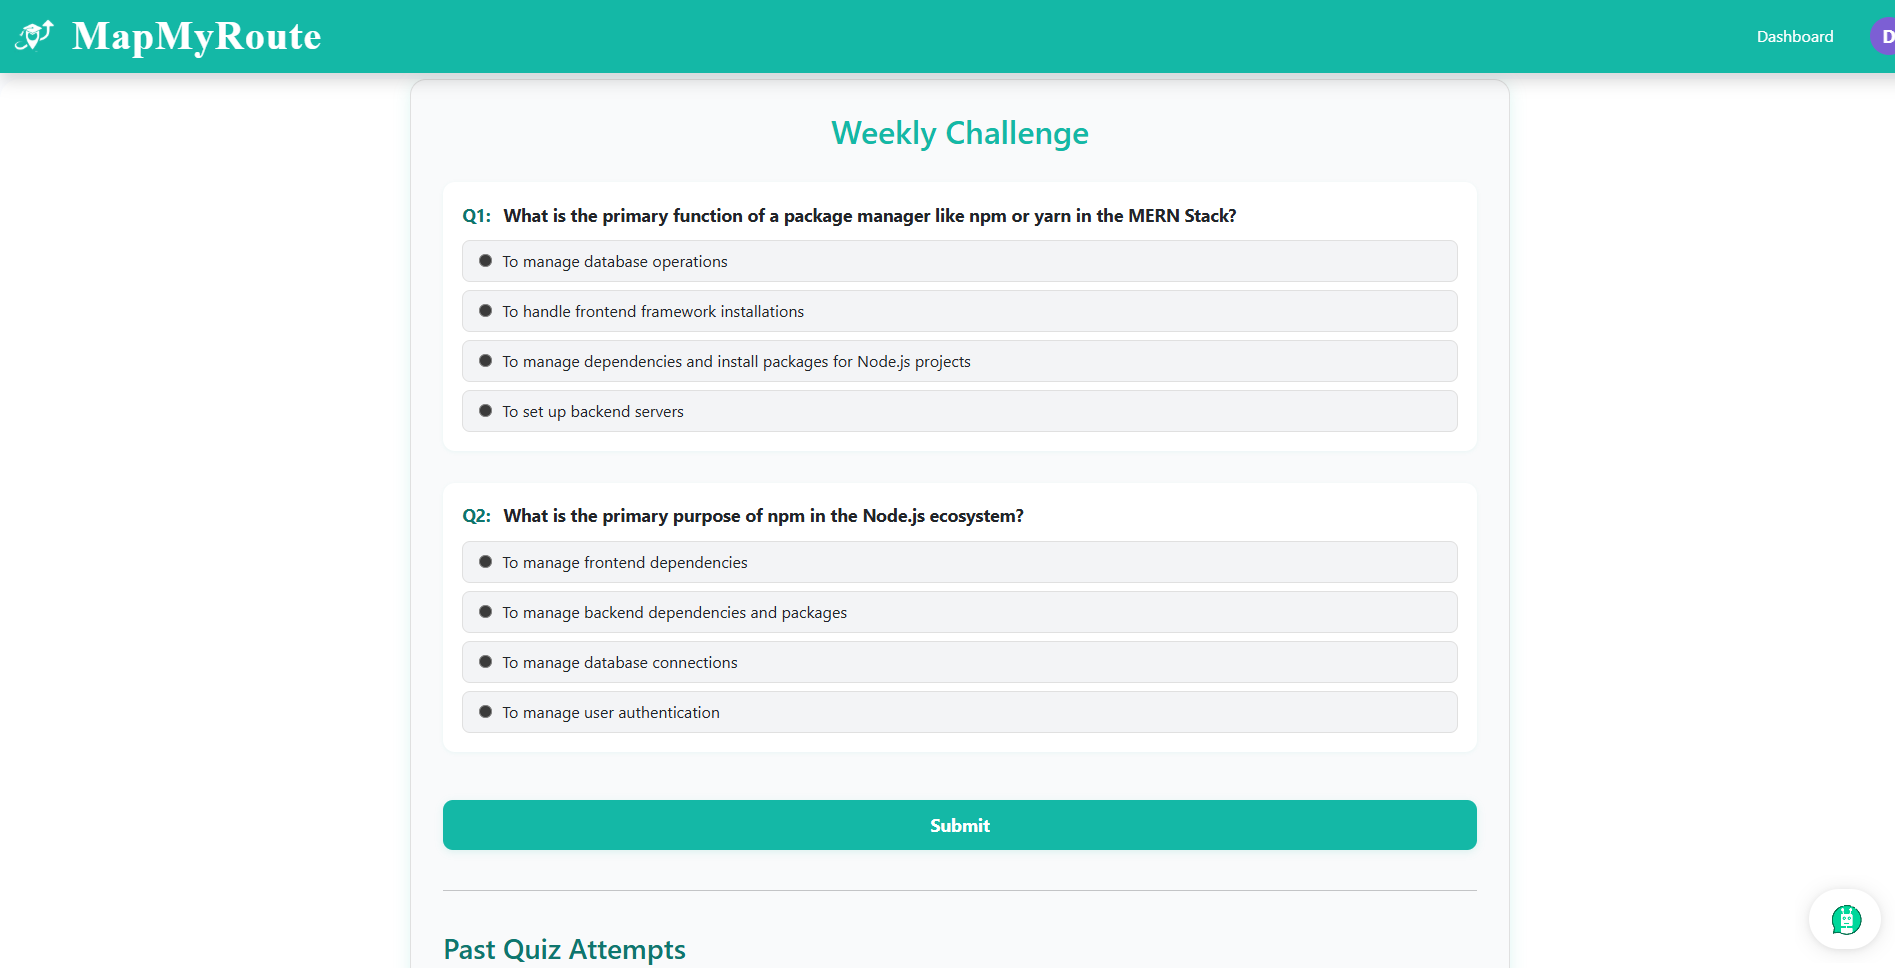 MapMyRoute
Dashboard
D
Weekly Challenge
Q1: What is the primary function of a package manager like npm or yarn in the MERN Stack?
To manage database operations
To handle frontend framework installations
To manage dependencies and install packages for Node.js projects
To set up backend servers
Q2: What is the primary purpose of npm in the Node.js ecosystem?
To manage frontend dependencies
To manage backend dependencies and packages
To manage database connections
To manage user authentication
Submit
Past Quiz Attempts